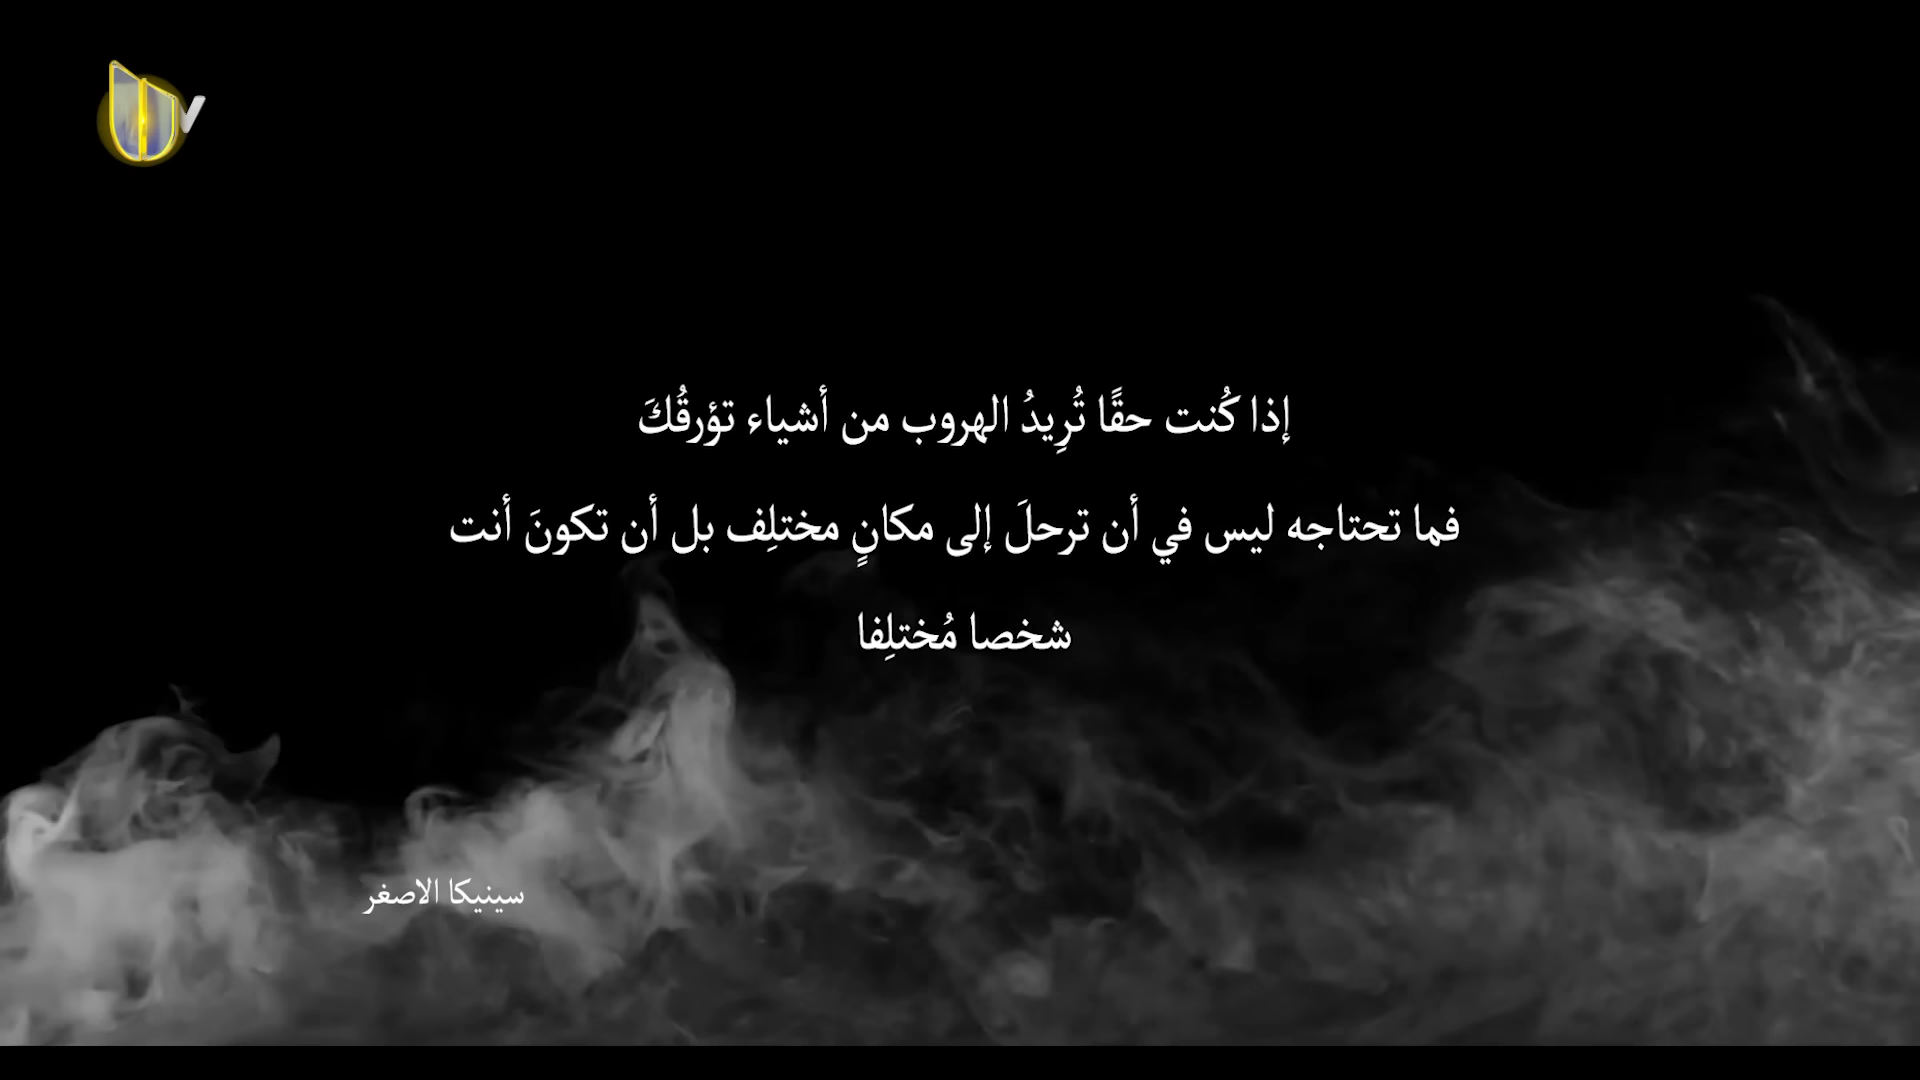 إذا كُنت حقًا تُرِيدُ الهروب من أشياء تؤرقُكَ
فما تحتاجه ليس في أن ترحلَ إلى مكانٍ مختلِف بل أن تكونَ أنت
شخصا مُختلِفا
سينيكا الاصغر